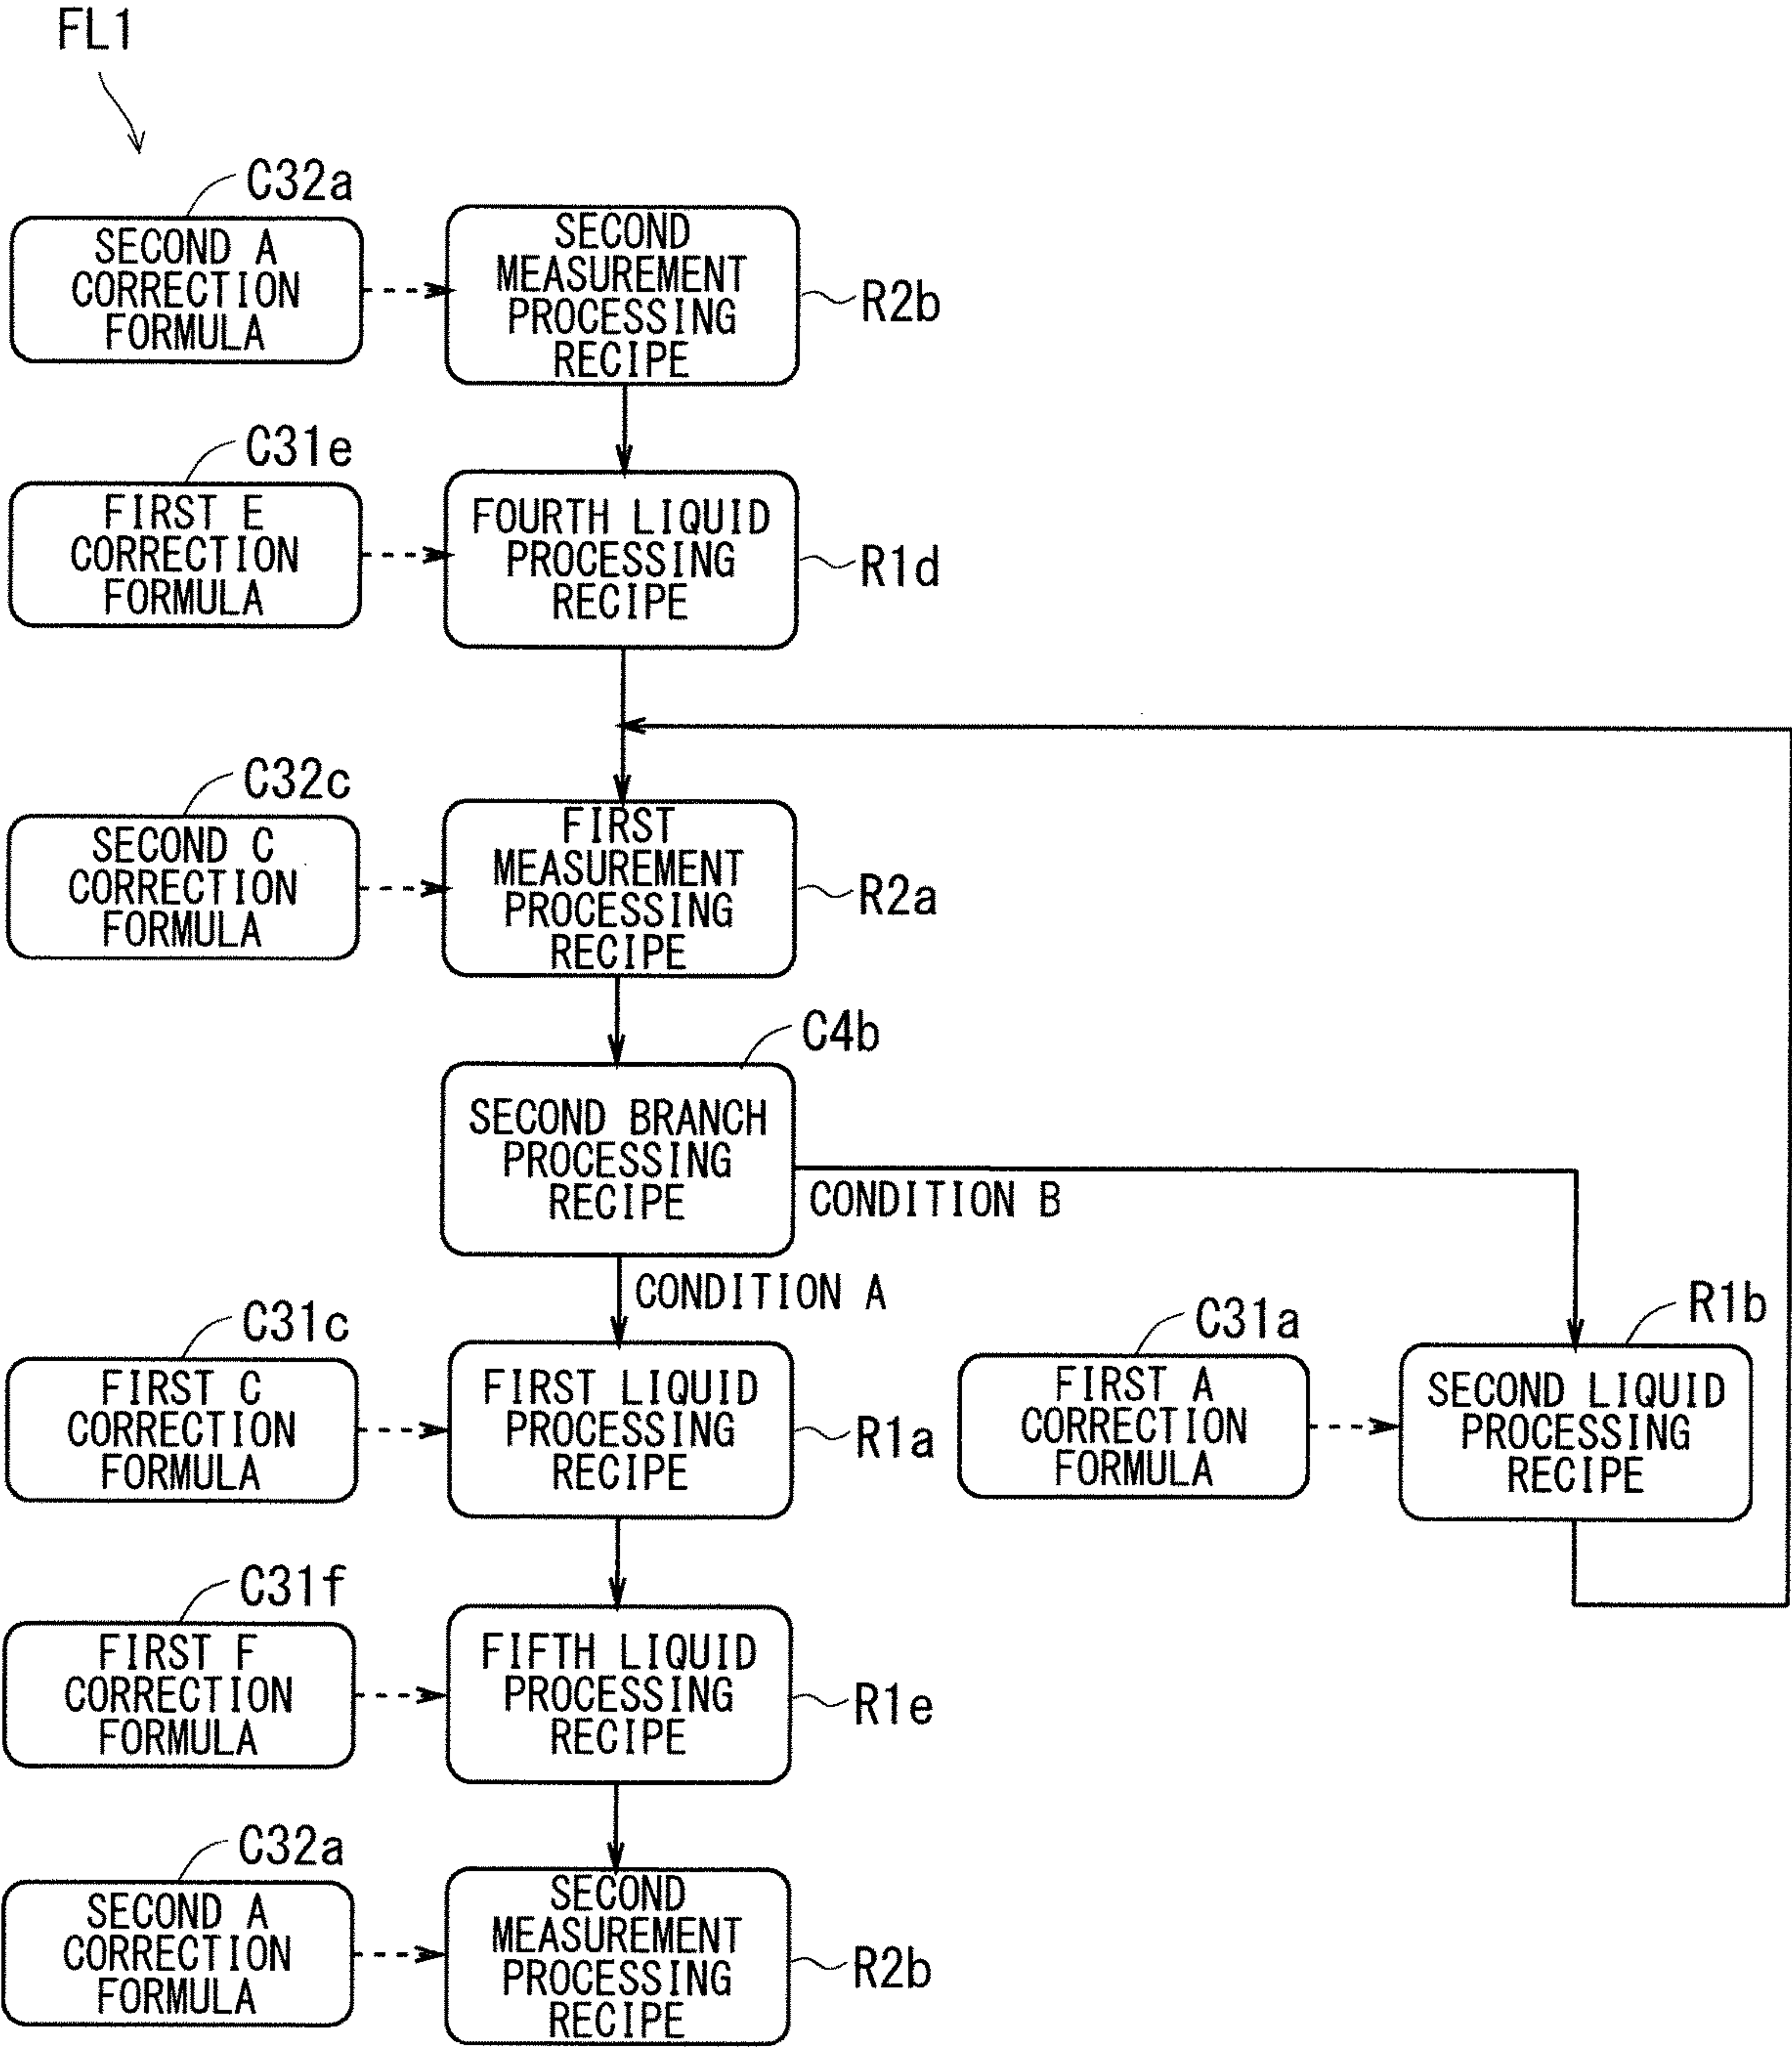 FL1
C32a
SECOND A
CORRECTION
FORMULA
SECOND
MEASUREMENT
PROCESSING
RECIPE
R2b
C31e
FIRST E
CORRECTION
FORMULA
FOURTH LIQUID
PROCESSING
RECIPE
R1d
C32c
SECOND C
CORRECTION
FORMULA
FIRST
MEASUREMENT
PROCESSING
RECIPE
R2a
C4b
SECOND BRANCH
PROCESSING
RECIPE
CONDITION B
CONDITION A
C31c
FIRST C
CORRECTION
FORMULA
FIRST LIQUID
PROCESSING
RECIPE
R1a
C31a
FIRST A
CORRECTION
FORMULA
R1b
SECOND LIQUID
PROCESSING
RECIPE
C31f
FIRST F
CORRECTION
FORMULA
FIFTH LIQUID
PROCESSING
RECIPE
R1e
C32a
SECOND A
CORRECTION
FORMULA
SECOND
MEASUREMENT
PROCESSING
RECIPE
R2b